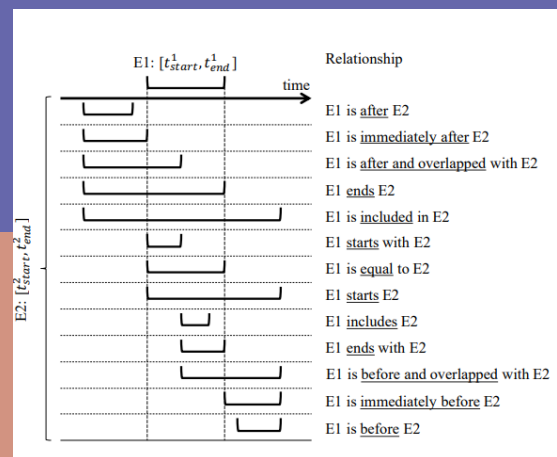 E1: [t¹start, t¹end]
Relationship
time
E1 is after E2
E1 is immediately after E2
E1 is after and overlapped with E2
E1 ends E2
E1 is included in E2
E1 starts with E2
E1 is equal to E2
E1 starts E2
E1 includes E2
E1 ends with E2
E1 is before and overlapped with E2
E1 is immediately before E2
E1 is before E2
E2: [t²start, t²end]